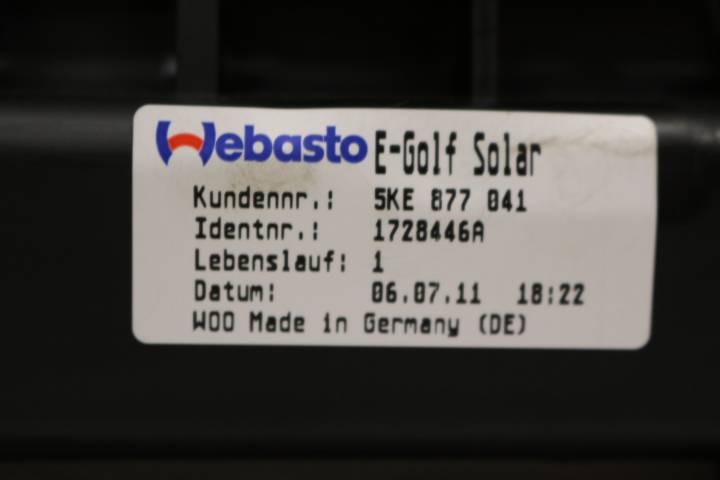 Webasto E-Golf Solar
Kundennr.: 5KE 877 041
Identnr.: 1728446A
Lebenslauf: 1
Datum: 06.07.11 18:22
W00 Made in Germany (DE)